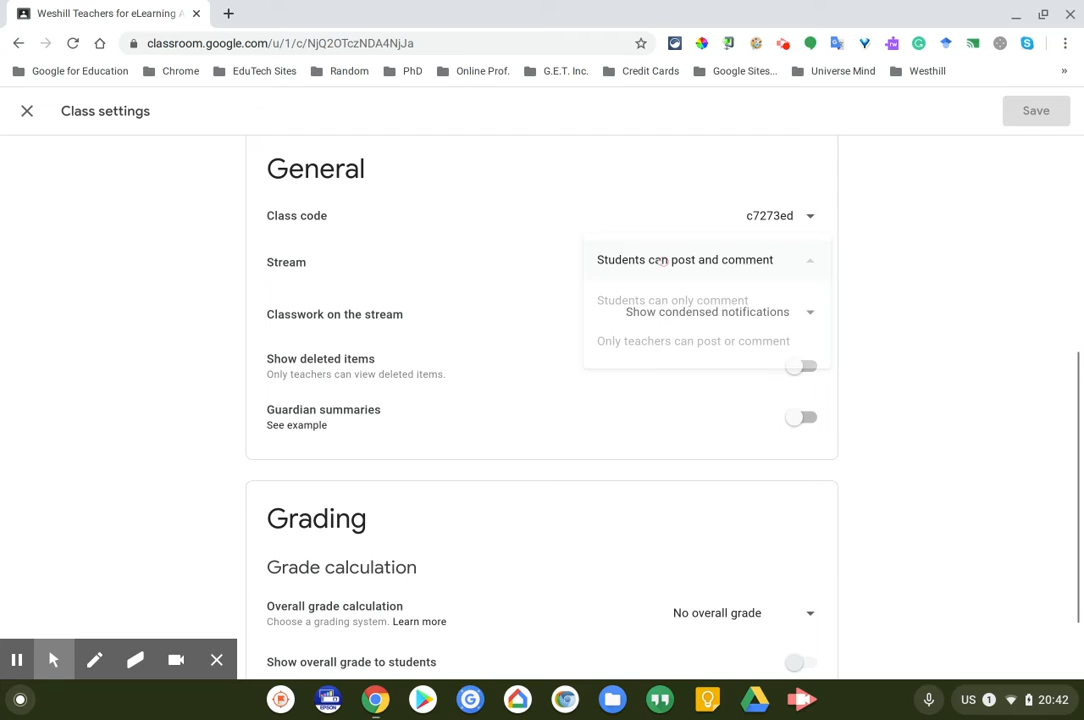 Weshill Teachers for eLearning A
classroom.google.com/u/1/c/NjQ2OTczNDA4NjJa
Google for Education Chrome EduTech Sites Random PhD Online Prof. G.E.T. Inc. Credit Cards Google Sites... Universe Mind Westhill »
Class settings
Save
General
Class code
c7273ed
Stream
Students can post and comment
Students can only comment
Classwork on the stream
Show condensed notifications
Only teachers can post or comment
Show deleted items
Only teachers can view deleted items.
Guardian summaries
See example
Grading
Grade calculation
Overall grade calculation
No overall grade
Choose a grading system. Learn more
Show overall grade to students
US 1 20:42